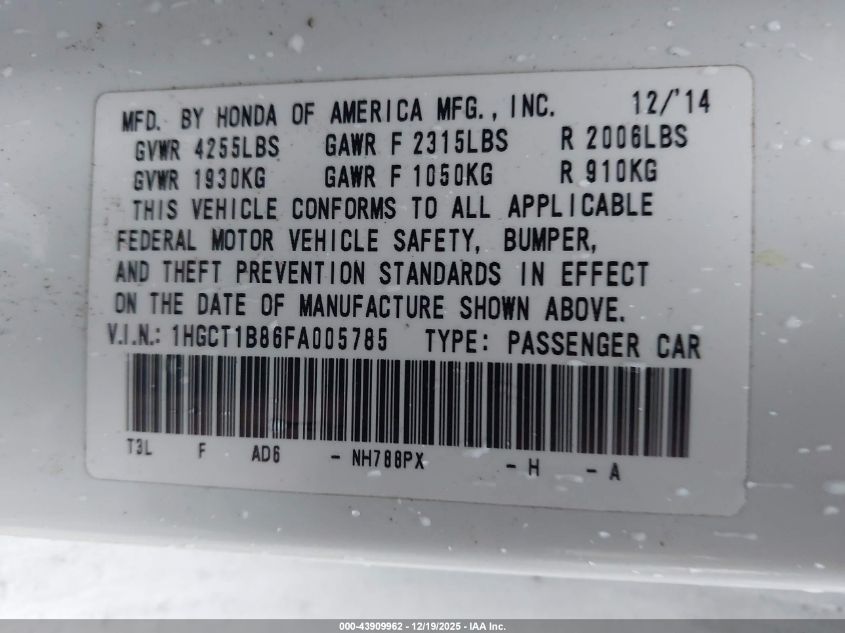 MFD. BY HONDA OF AMERICA MFG., INC. 12/'14
GVWR 4255LBS GAWR F 2315LBS R 2006LBS
GVWR 1930KG GAWR F 1050KG R 910KG
THIS VEHICLE CONFORMS TO ALL APPLICABLE
FEDERAL MOTOR VEHICLE SAFETY, BUMPER,
AND THEFT PREVENTION STANDARDS IN EFFECT
ON THE DATE OF MANUFACTURE SHOWN ABOVE.
V.I.N.: 1HGCT1B86FA005785 TYPE: PASSENGER CAR
T3L F AD6 - NH788PX - H - A
000-43909962 - 12/19/2025 - IAA Inc.